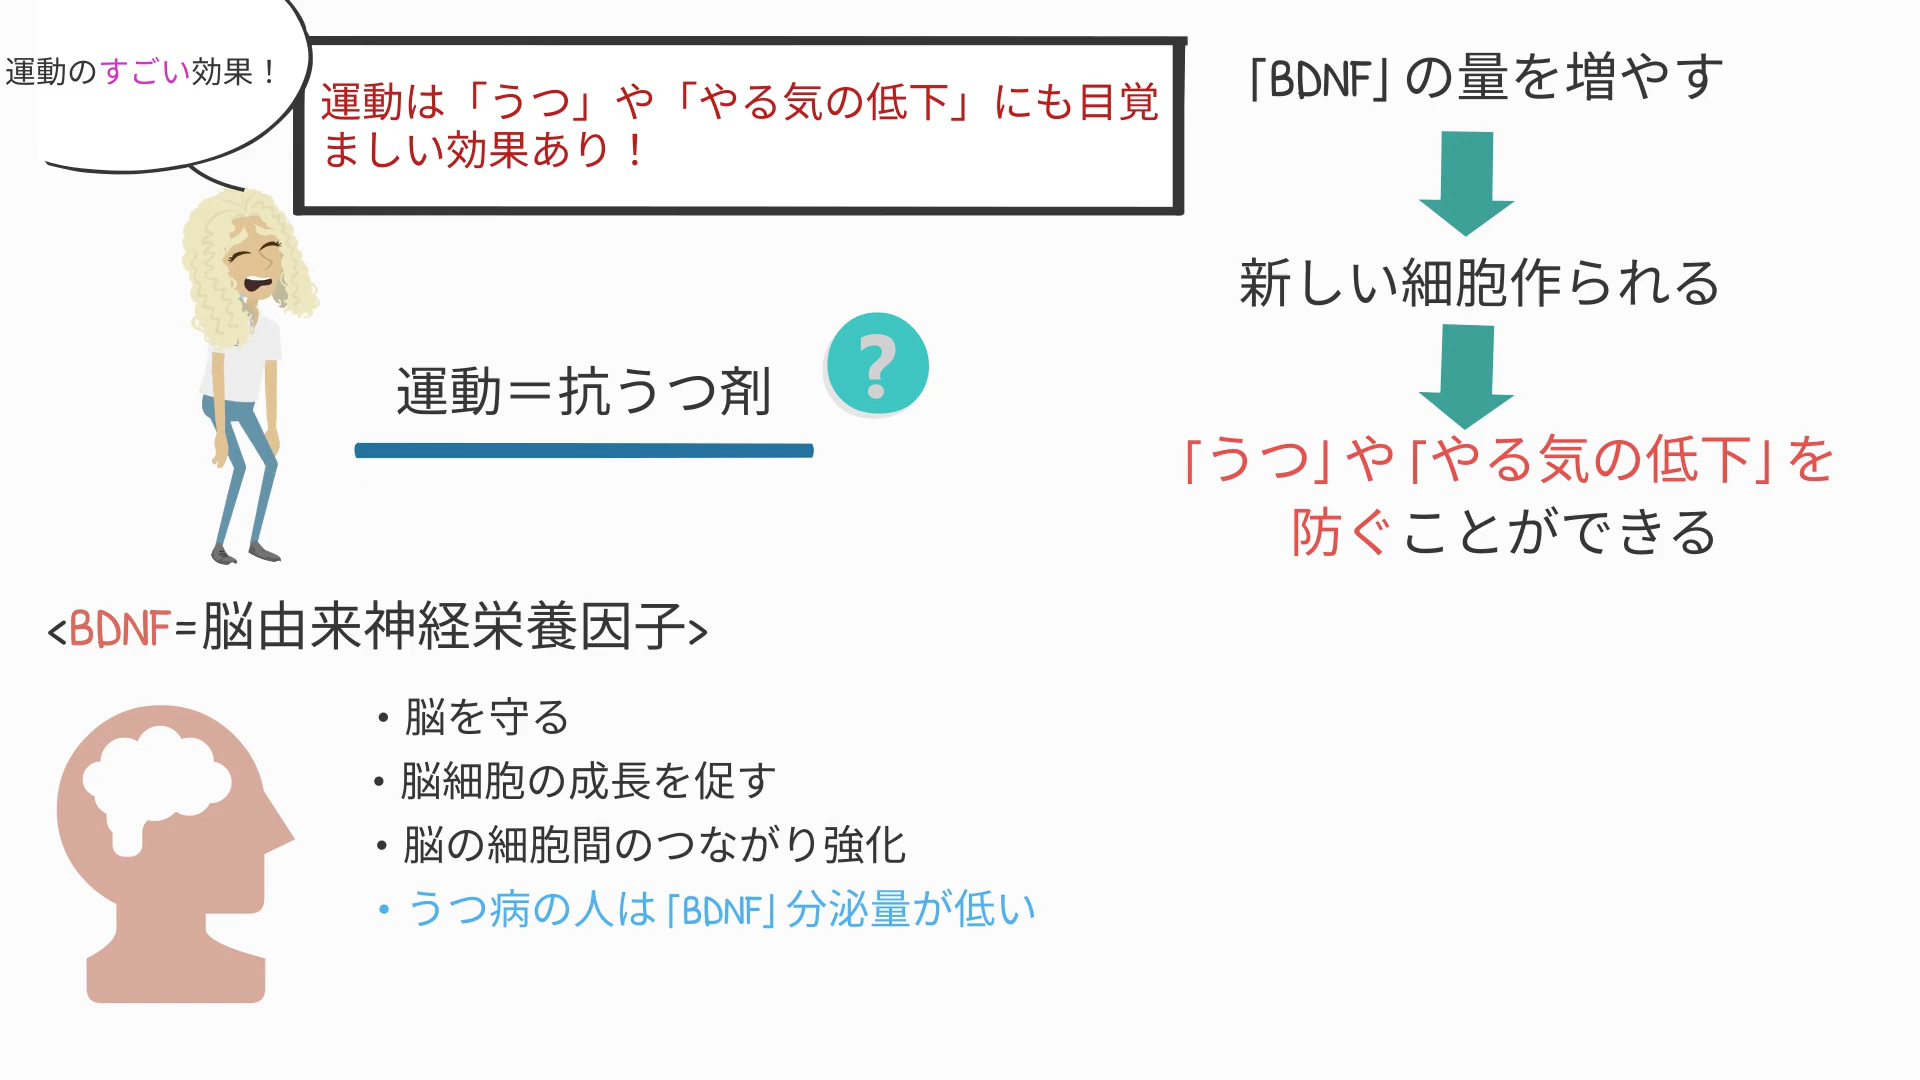 運動のすごい効果！
運動は「うつ」や「やる気の低下」にも目覚
ましい効果あり！
運動＝抗うつ剤
?
<BDNF=脳由来神経栄養因子>
・脳を守る
・脳細胞の成長を促す
・脳の細胞間のつながり強化
・うつ病の人は「BDNF」分泌量が低い
「BDNF」の量を増やす
新しい細胞作られる
「うつ」や「やる気の低下」を
防ぐことができる